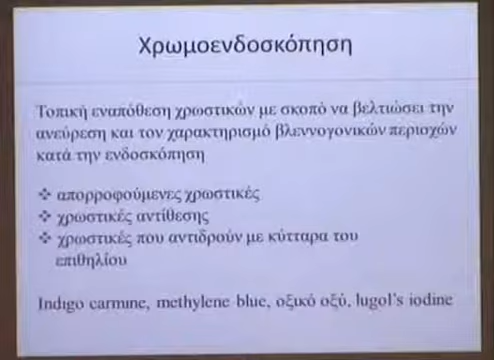 Χρωμοενδοσκόπηση
Τοπική εναπόθεση χρωστικών με σκοπό να βελτιώσει την
ανεύρεση και τον χαρακτηρισμό βλεννογονικών περιοχών
κατά την ενδοσκόπηση
❖ απορροφούμενες χρωστικές
❖ χρωστικές αντίθεσης
❖ χρωστικές που αντιδρούν με κύτταρα του
επιθηλίου
Indigo carmine, methylene blue, οξικό οξύ, lugol's iodine